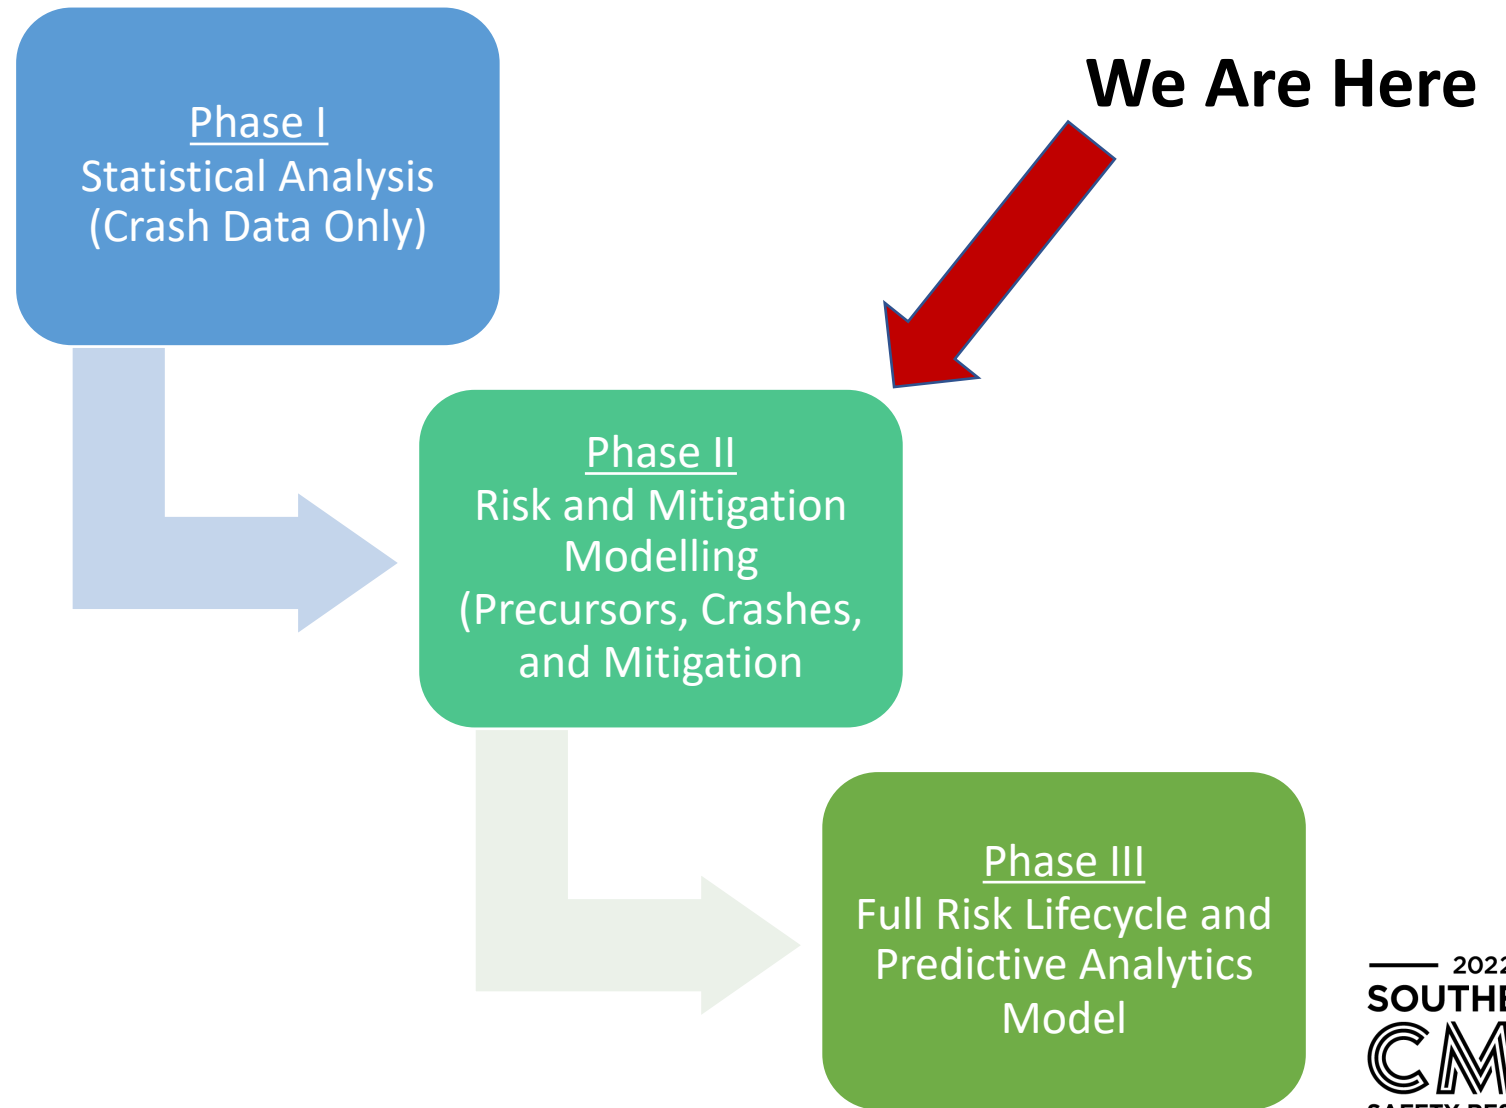 We Are Here
Phase I
Statistical Analysis
(Crash Data Only)
Phase II
Risk and Mitigation
Modelling
(Precursors, Crashes,
and Mitigation
Phase III
Full Risk Lifecycle and
Predictive Analytics
Model
2022